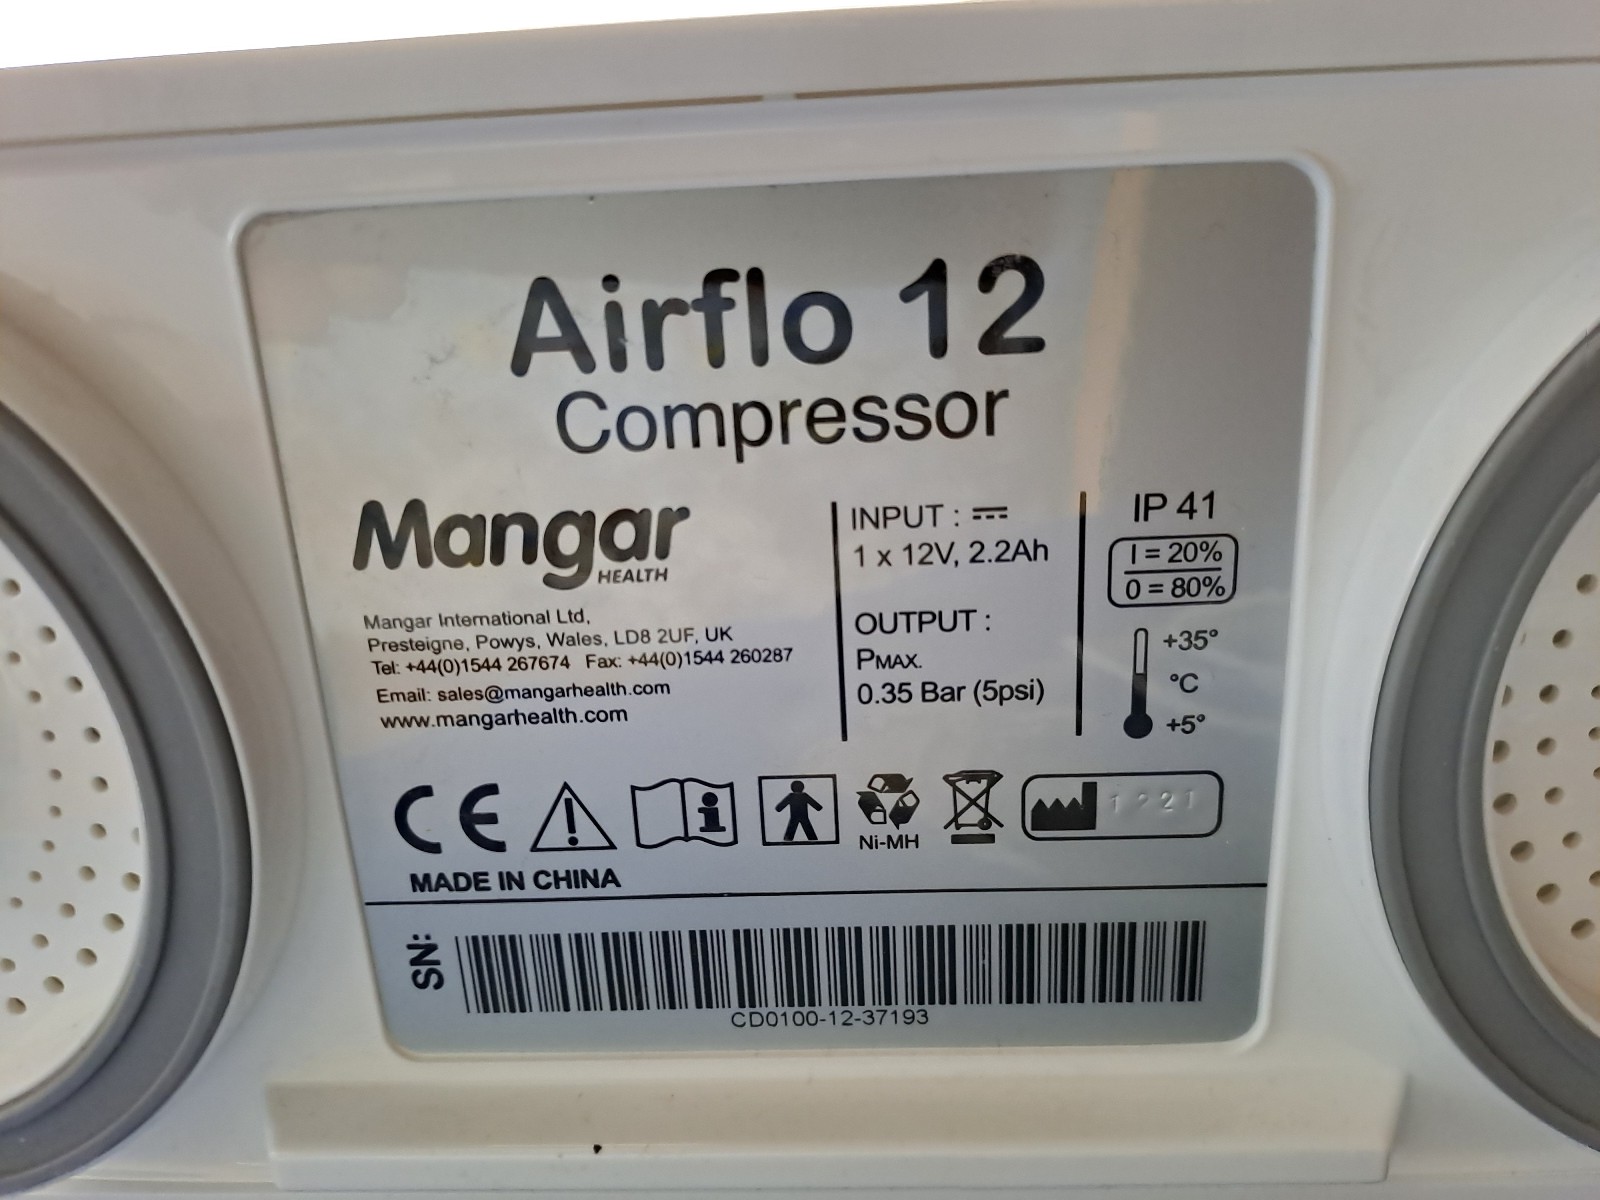 Airflo 12
Compressor
Mangar
HEALTH
Mangar International Ltd,
Presteigne, Powys, Wales, LD8 2UF, UK
Tel: +44(0)1544 267674 Fax: +44(0)1544 260287
Email: sales@mangarhealth.com
www.mangarhealth.com
INPUT :
1 x 12V, 2.2Ah
OUTPUT :
PMAX.
0.35 Bar (5psi)
IP 41
I = 20%
0 = 80%
+35°
°C
+5°
CE
Ni-MH
1221
MADE IN CHINA
SN:
CD0100-12-37193